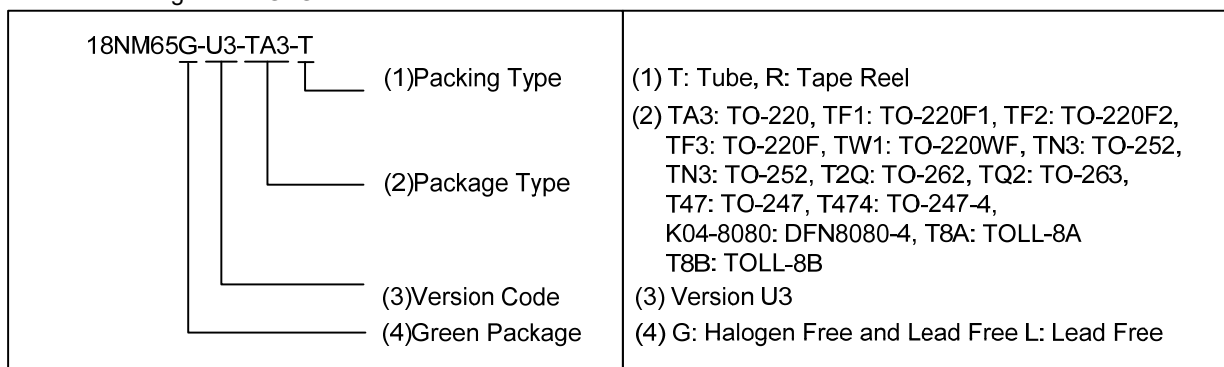 18NM65G-U3-TA3-T
(1)Packing Type
(2)Package Type
(3)Version Code
(4)Green Package
(1) T: Tube, R: Tape Reel
(2) TA3: TO-220, TF1: TO-220F1, TF2: TO-220F2,
TF3: TO-220F, TW1: TO-220WF, TN3: TO-252,
TN3: TO-252, T2Q: TO-262, TQ2: TO-263,
T47: TO-247, T474: TO-247-4,
K04-8080: DFN8080-4, T8A: TOLL-8A
T8B: TOLL-8B
(3) Version U3
(4) G: Halogen Free and Lead Free L: Lead Free